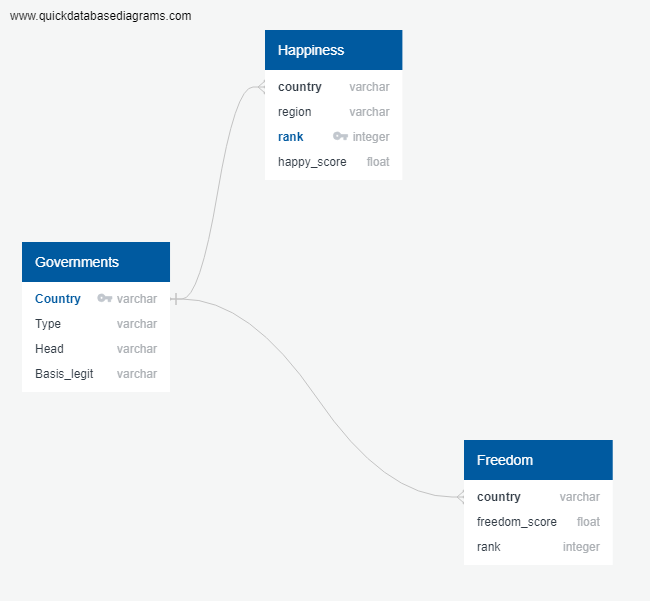 www.quickdatabasediagrams.com
Happiness
country varchar
region varchar
rank integer
happy_score float
Governments
Country varchar
Type varchar
Head varchar
Basis_legit varchar
Freedom
country varchar
freedom_score float
rank integer